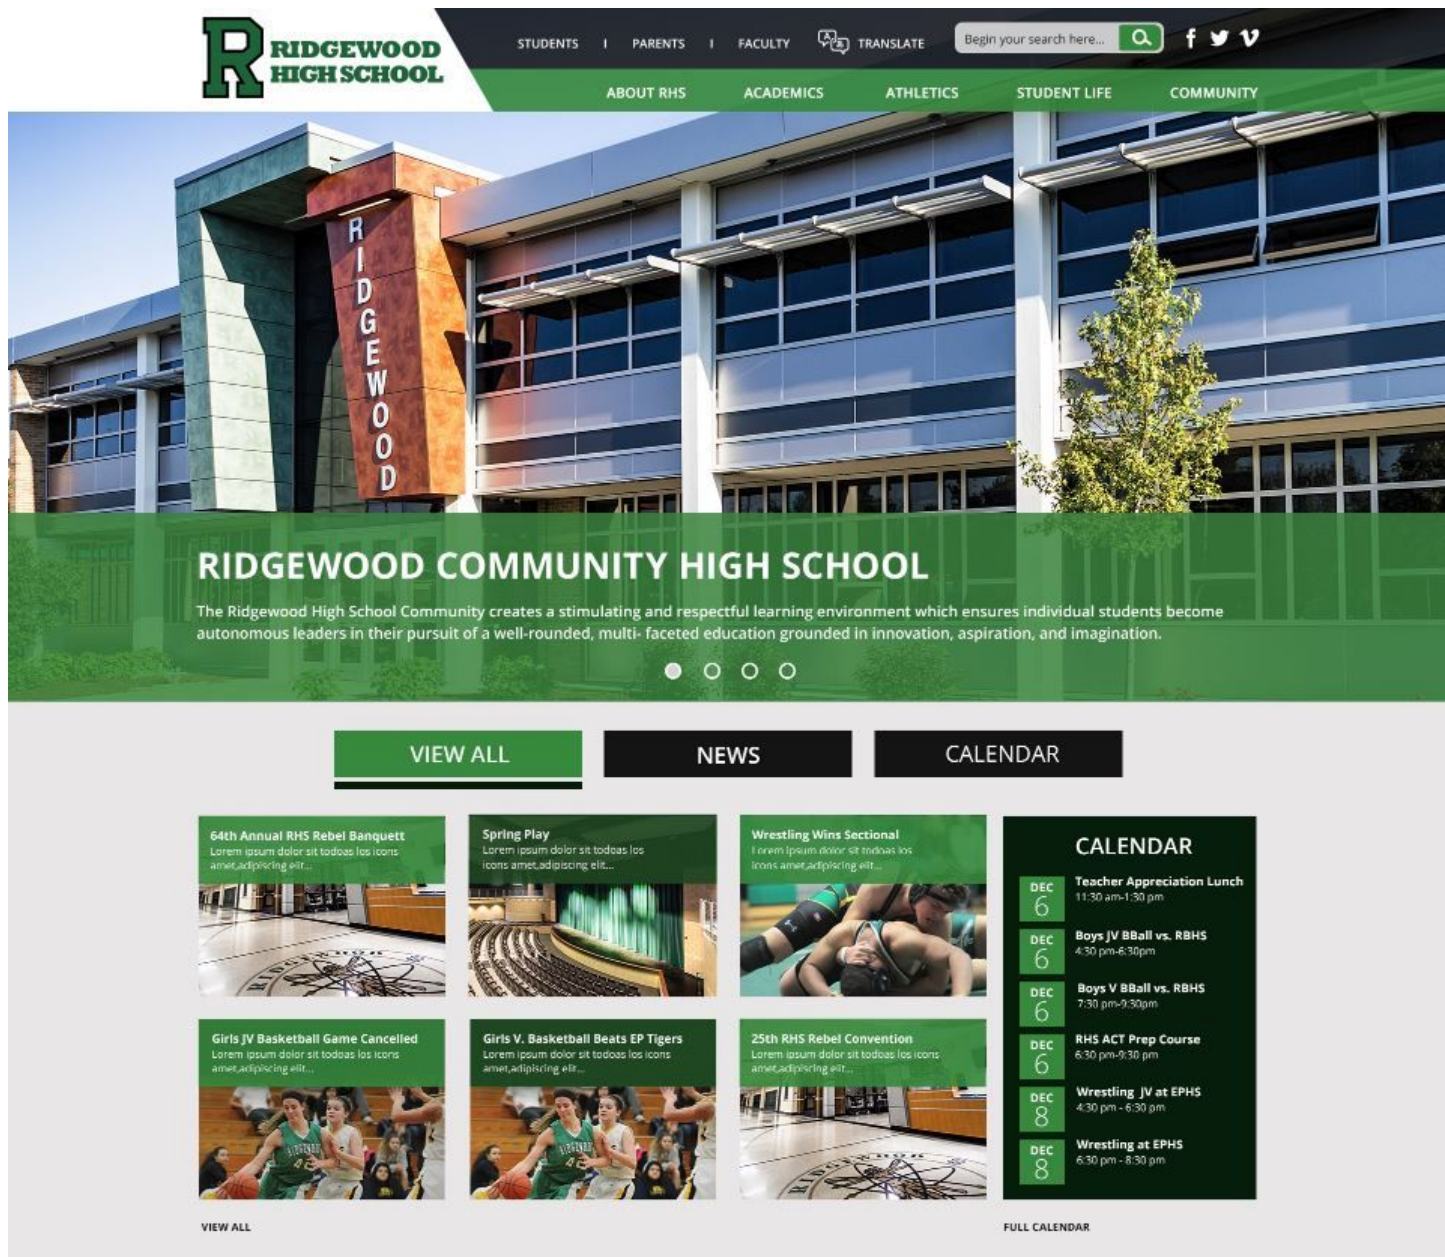 R
RIDGEWOOD
HIGH SCHOOL
STUDENTS I PARENTS I FACULTY TRANSLATE
Begin your search here...
ABOUT RHS ACADEMICS ATHLETICS STUDENT LIFE COMMUNITY
RIDGEWOOD
RIDGEWOOD COMMUNITY HIGH SCHOOL
The Ridgewood High School Community creates a stimulating and respectful learning environment which ensures individual students become
autonomous leaders in their pursuit of a well-rounded, multi- faceted education grounded in innovation, aspiration, and imagination.
VIEW ALL
NEWS
CALENDAR
64th Annual RHS Rebel Banquett
Lorem ipsum dolor sit todoas los icons
amet,adipiscing elit...
Spring Play
Lorem ipsum dolor sit todoas los
icons amet,adipiscing elit...
Wrestling Wins Sectional
Lorem ipsum dolor sit todoas los
icons amet,adipiscing elit...
Girls JV Basketball Game Cancelled
Lorem ipsum dolor sit todoas los icons
amet,adipiscing elit...
Girls V. Basketball Beats EP Tigers
Lorem ipsum dolor sit todoas los icons
amet,adipiscing elit...
25th RHS Rebel Convention
Lorem ipsum dolor sit todoas los icons
amet,adipiscing elit...
VIEW ALL
CALENDAR
DEC
6
Teacher Appreciation Lunch
11:30 am-1:30 pm
DEC
6
Boys JV BBall vs. RBHS
4:30 pm-6:30pm
DEC
6
Boys V BBall vs. RBHS
7:30 pm-9:30pm
DEC
6
RHS ACT Prep Course
6:30 pm-9:30 pm
DEC
8
Wrestling JV at EPHS
4:30 pm - 6:30 pm
DEC
8
Wrestling at EPHS
6:30 pm - 8:30 pm
FULL CALENDAR